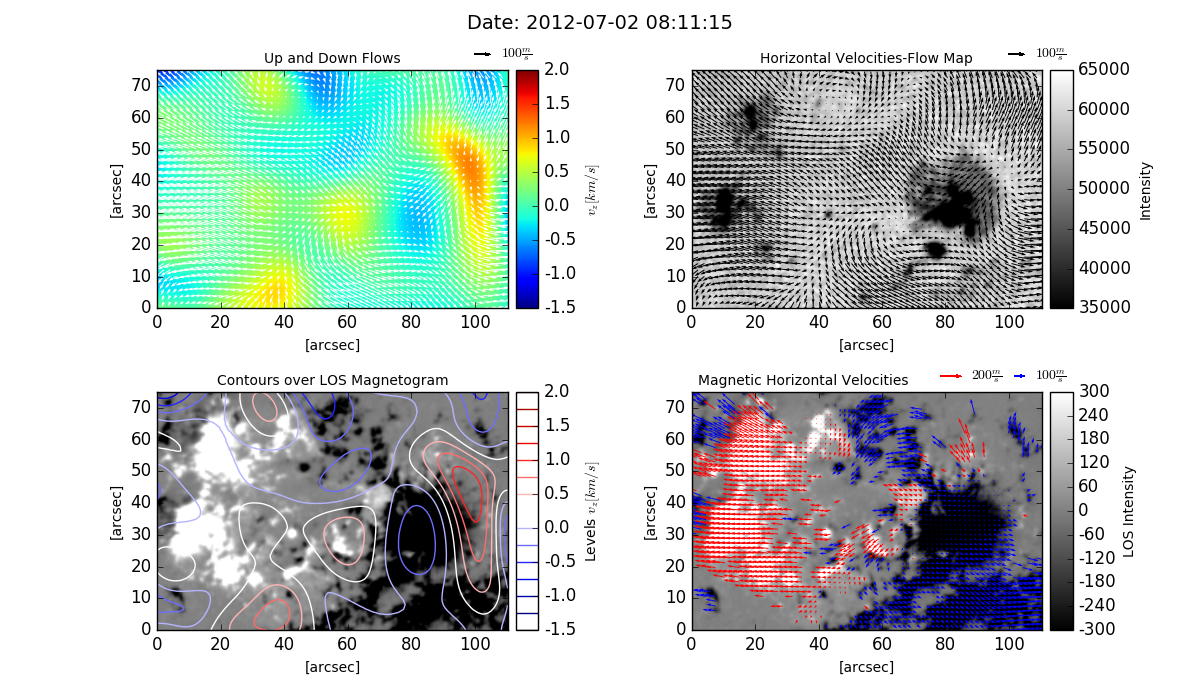 Date: 2012-07-02 08:11:15
Up and Down Flows
100 m/s
70
60
50
40
30
20
10
0
[arcsec]
0 20 40 60 80 100
[arcsec]
2.0
1.5
1.0
0.5
0.0
-0.5
-1.0
-1.5
v_z[km/s]
Horizontal Velocities-Flow Map
100 m/s
70
60
50
40
30
20
10
0
[arcsec]
0 20 40 60 80 100
[arcsec]
65000
60000
55000
50000
45000
40000
35000
Intensity
Contours over LOS Magnetogram
70
60
50
40
30
20
10
0
[arcsec]
0 20 40 60 80 100
[arcsec]
2.0
1.5
1.0
0.5
0.0
-0.5
-1.0
-1.5
Levels v_z[km/s]
Magnetic Horizontal Velocities
200 m/s
100 m/s
70
60
50
40
30
20
10
0
[arcsec]
0 20 40 60 80 100
[arcsec]
300
240
180
120
60
0
-60
-120
-180
-240
-300
LOS Intensity